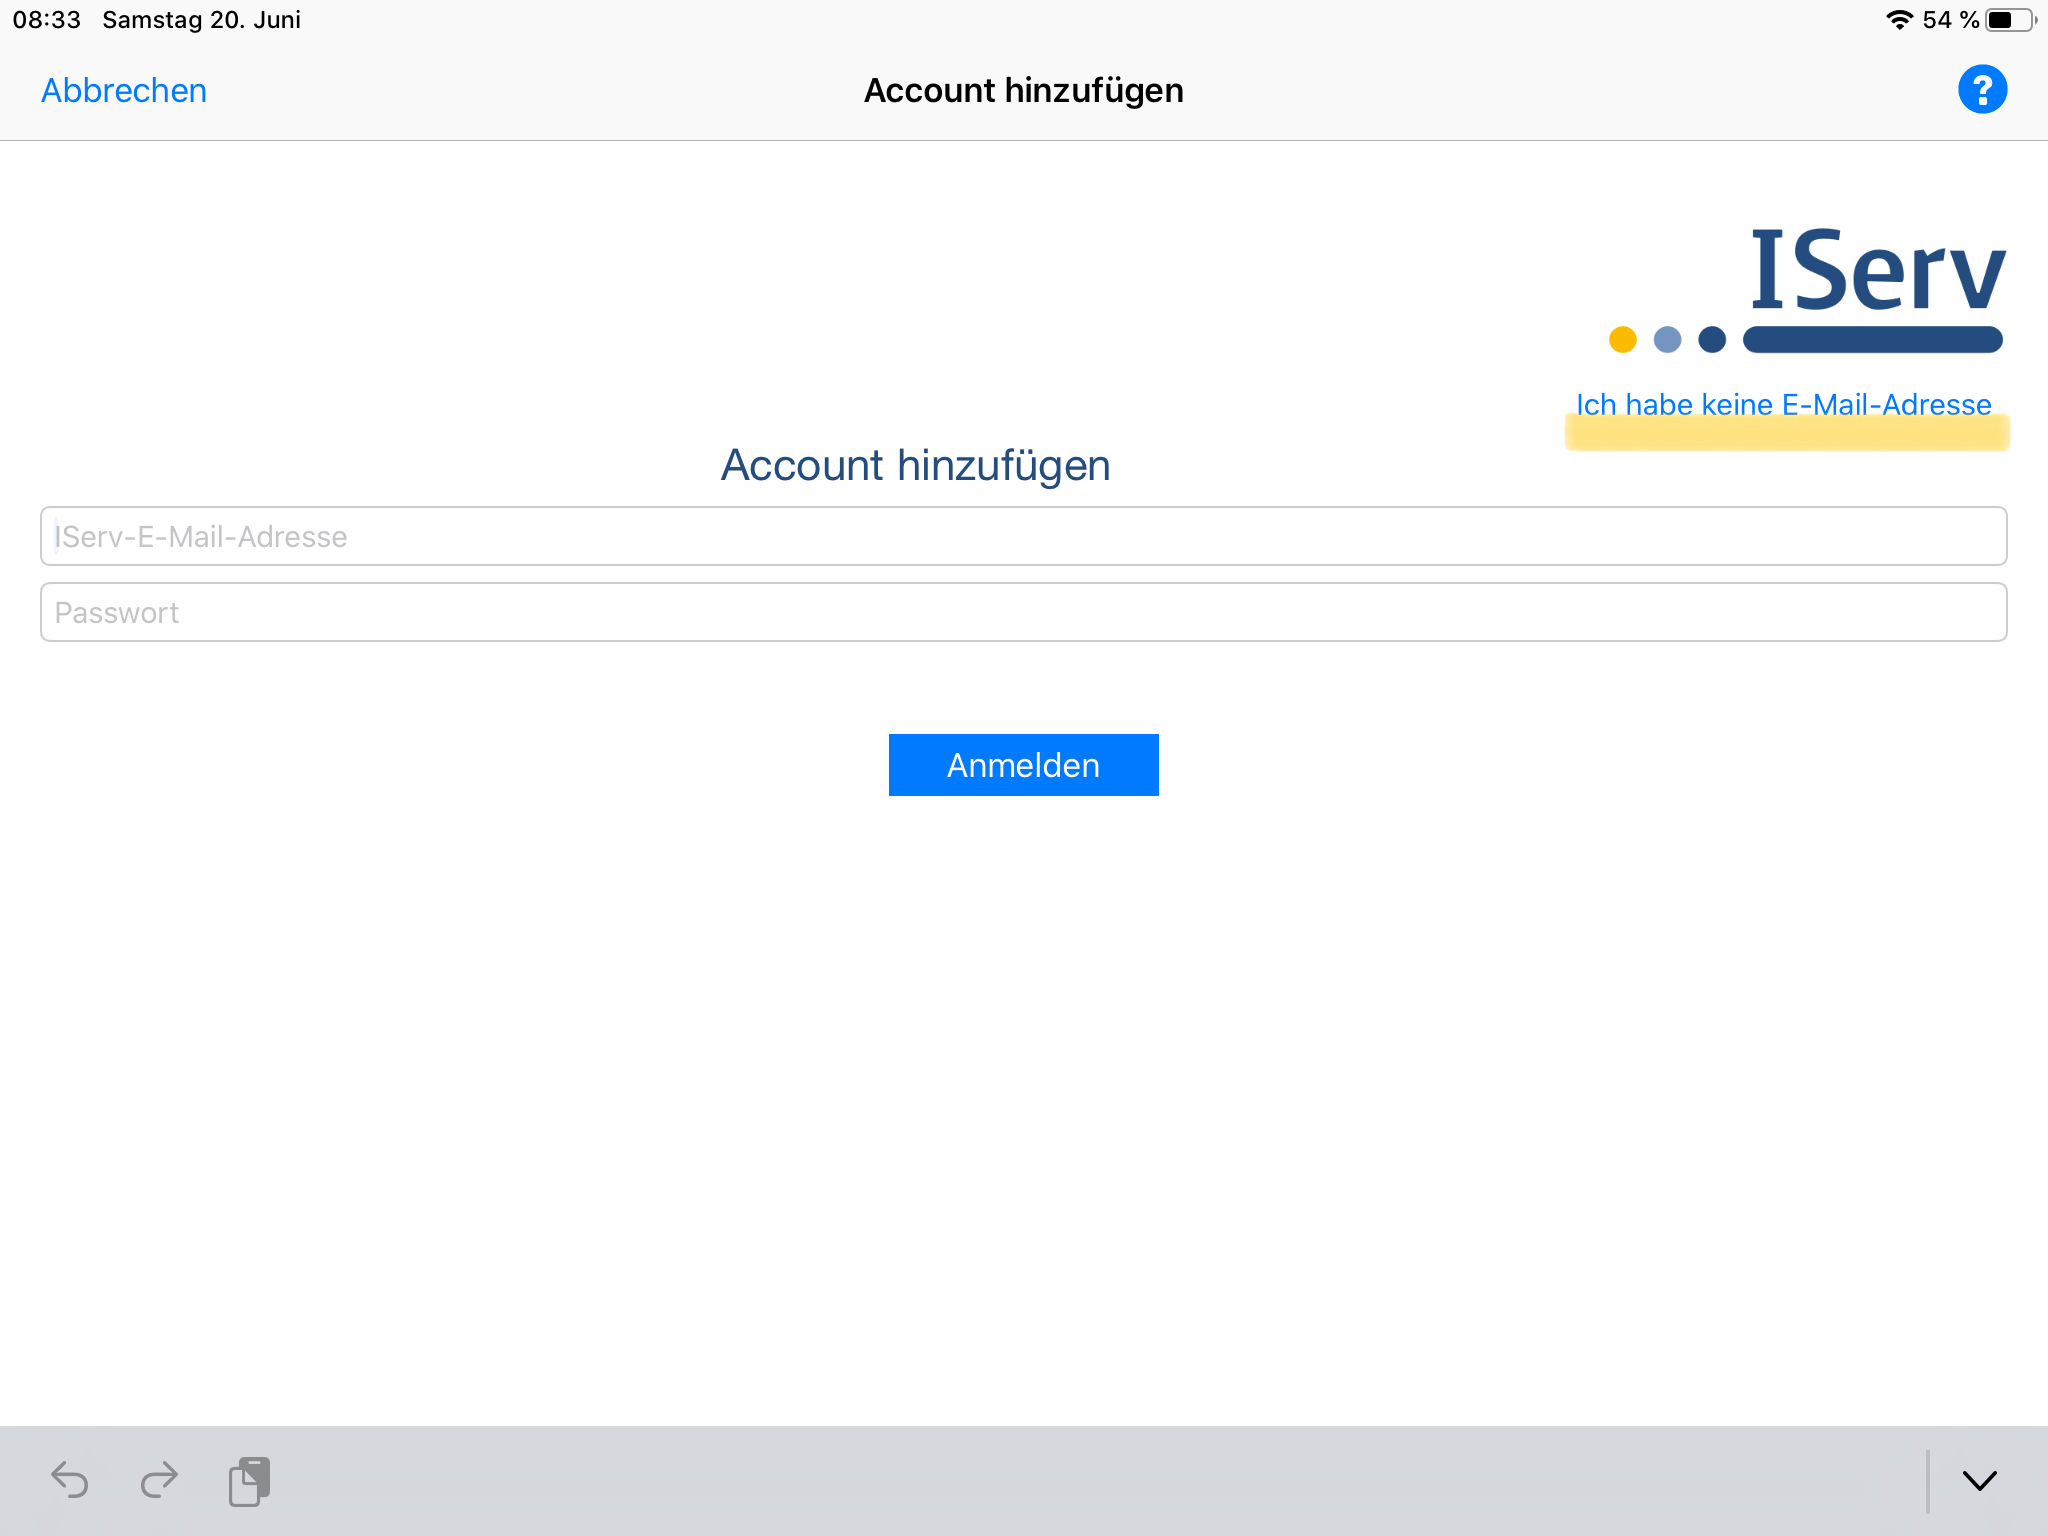 08:33 Samstag 20. Juni 54 %
Abbrechen Account hinzufügen ?
IServ
Ich habe keine E-Mail-Adresse
Account hinzufügen
IServ-E-Mail-Adresse
Passwort
Anmelden